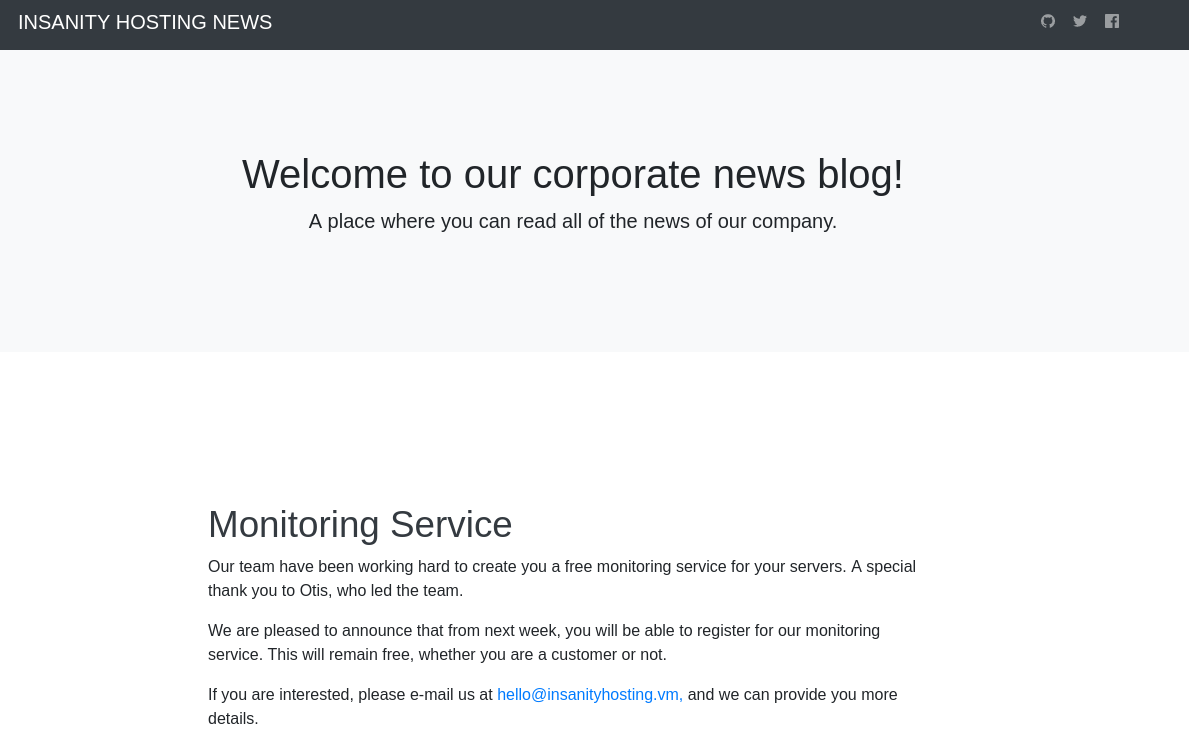 INSANITY HOSTING NEWS
Welcome to our corporate news blog!
A place where you can read all of the news of our company.
Monitoring Service
Our team have been working hard to create you a free monitoring service for your servers. A special
thank you to Otis, who led the team.
We are pleased to announce that from next week, you will be able to register for our monitoring
service. This will remain free, whether you are a customer or not.
If you are interested, please e-mail us at hello@insanityhosting.vm, and we can provide you more
details.